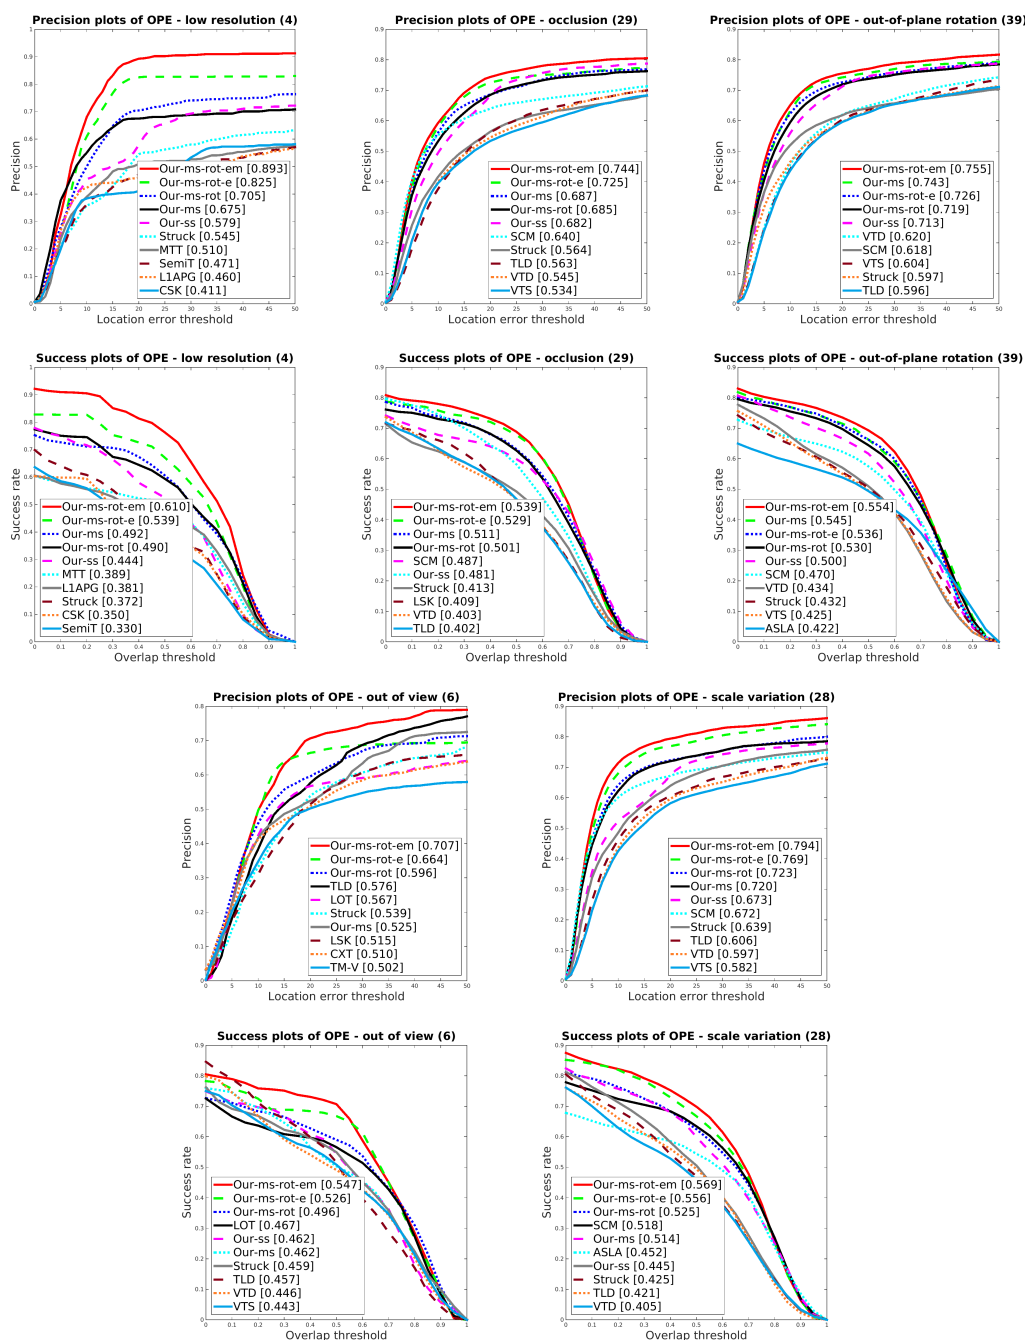 Precision plots of OPE - low resolution (4)
Precision
Our-ms-rot-em [0.893]
Our-ms-rot-e [0.825]
Our-ms-rot [0.705]
Our-ms [0.675]
Our-ss [0.579]
Struck [0.545]
MTT [0.510]
SemiT [0.471]
L1APG [0.460]
CSK [0.411]
Location error threshold
Precision plots of OPE - occlusion (29)
Precision
Our-ms-rot-em [0.744]
Our-ms-rot-e [0.725]
Our-ms [0.687]
Our-ms-rot [0.685]
Our-ss [0.682]
SCM [0.640]
Struck [0.564]
TLD [0.563]
VTD [0.545]
VTS [0.534]
Location error threshold
Precision plots of OPE - out-of-plane rotation (39)
Precision
Our-ms-rot-em [0.755]
Our-ms [0.743]
Our-ms-rot-e [0.726]
Our-ms-rot [0.719]
Our-ss [0.713]
VTD [0.620]
SCM [0.618]
VTS [0.604]
Struck [0.597]
TLD [0.596]
Location error threshold
Success plots of OPE - low resolution (4)
Success rate
Our-ms-rot-em [0.610]
Our-ms-rot-e [0.539]
Our-ms [0.492]
Our-ms-rot [0.490]
Our-ss [0.444]
MTT [0.389]
L1APG [0.381]
Struck [0.372]
CSK [0.350]
SemiT [0.330]
Overlap threshold
Success plots of OPE - occlusion (29)
Success rate
Our-ms-rot-em [0.539]
Our-ms-rot-e [0.529]
Our-ms [0.511]
Our-ms-rot [0.501]
SCM [0.487]
Our-ss [0.481]
Struck [0.413]
LSK [0.409]
VTD [0.403]
TLD [0.402]
Overlap threshold
Success plots of OPE - out-of-plane rotation (39)
Success rate
Our-ms-rot-em [0.554]
Our-ms [0.545]
Our-ms-rot-e [0.536]
Our-ms-rot [0.530]
Our-ss [0.500]
SCM [0.470]
VTD [0.434]
Struck [0.432]
VTS [0.425]
ASLA [0.422]
Overlap threshold
Precision plots of OPE - out of view (6)
Precision
Our-ms-rot-em [0.707]
Our-ms-rot-e [0.664]
Our-ms-rot [0.596]
TLD [0.576]
LOT [0.567]
Struck [0.539]
Our-ms [0.525]
LSK [0.515]
CXT [0.510]
TM-V [0.502]
Location error threshold
Precision plots of OPE - scale variation (28)
Precision
Our-ms-rot-em [0.794]
Our-ms-rot-e [0.769]
Our-ms-rot [0.723]
Our-ms [0.720]
Our-ss [0.673]
SCM [0.672]
Struck [0.639]
TLD [0.606]
VTD [0.597]
VTS [0.582]
Location error threshold
Success plots of OPE - out of view (6)
Success rate
Our-ms-rot-em [0.547]
Our-ms-rot-e [0.526]
Our-ms-rot [0.496]
LOT [0.467]
Our-ss [0.462]
Our-ms [0.462]
Struck [0.459]
TLD [0.457]
VTD [0.446]
VTS [0.443]
Overlap threshold
Success plots of OPE - scale variation (28)
Success rate
Our-ms-rot-em [0.569]
Our-ms-rot-e [0.556]
Our-ms-rot [0.525]
SCM [0.518]
Our-ms [0.514]
ASLA [0.452]
Our-ss [0.445]
Struck [0.425]
TLD [0.421]
VTD [0.405]
Overlap threshold